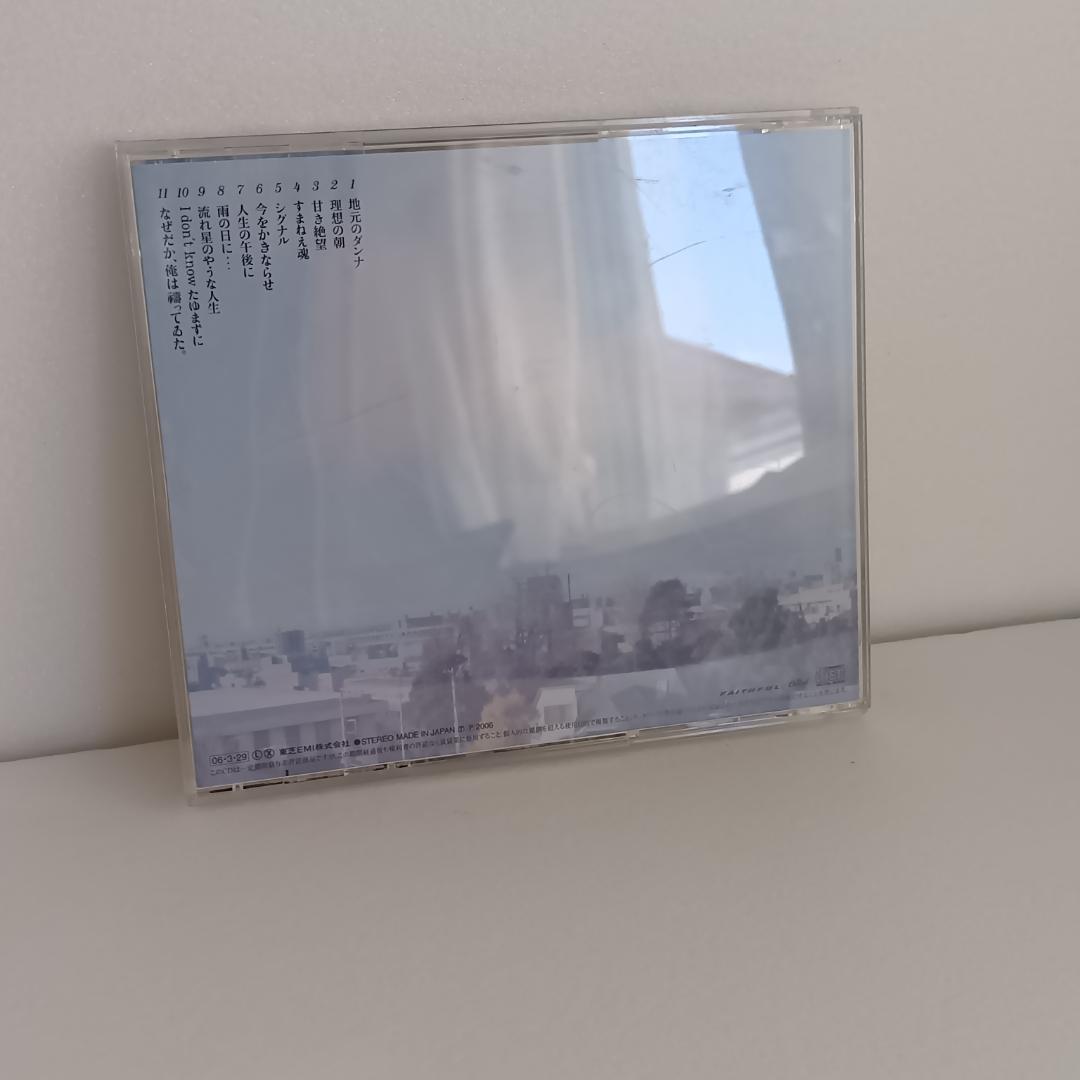 1 地元のダンナ
2 理想の朝
3 甘き絶望
4 すまねえ魂
5 シグナル
6 今をかきならせ
7 人生の午後に
8 雨の日に…
9 流れ星のやうな人生
10 I don't know たゆまずに
11 なぜだか、俺は禱ってゐた。
FAITHFUL
06・3・29 Ⓛ Ⓧ 東芝EMI株式会社 ●STEREO MADE IN JAPAN Ⓟ 2006